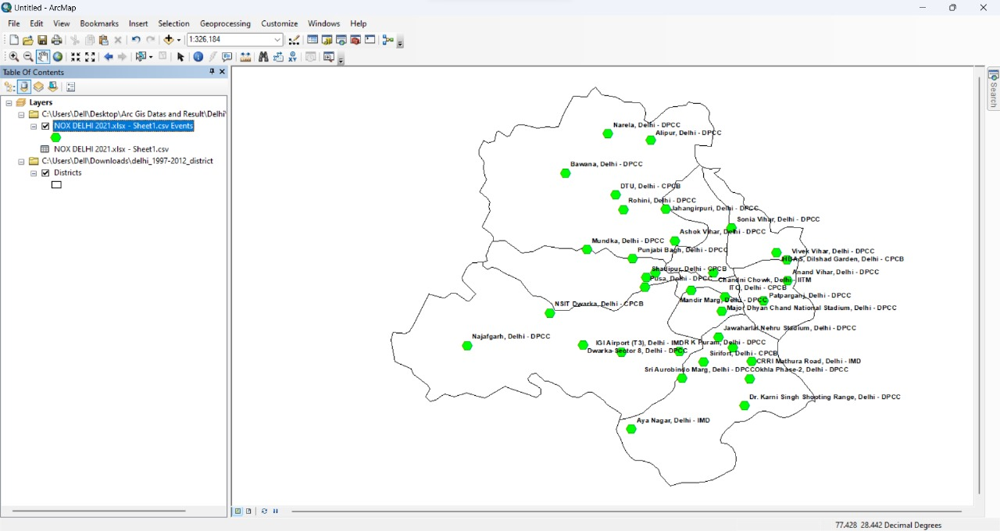 Untitled - ArcMap
File Edit View Bookmarks Insert Selection Geoprocessing Customize Windows Help
1:326,184
Table Of Contents
Layers
C:\Users\Dell\Desktop\Arc Gis Datas and Result\Delhi\
NOX DELHI 2021.xlsx - Sheet1.csv Events
NOX DELHI 2021.xlsx - Sheet1.csv
C:\Users\Dell\Downloads\delhi_1997-2012_district
Districts
Search
Narela, Delhi - DPCC
Alipur, Delhi - DPCC
Bawana, Delhi - DPCC
DTU, Delhi - CPCB
Rohini, Delhi - DPCC
Jahangirpuri, Delhi - DPCC
Sonia Vihar, Delhi - DPCC
Ashok Vihar, Delhi - DPCC
Mundka, Delhi - DPCC
Punjabi Bagh, Delhi - DPCC
Vivek Vihar, Delhi - DPCC
IHBAS, Dilshad Garden, Delhi - CPCB
Shadipur, Delhi - CPCB
Anand Vihar, Delhi - DPCC
Pusa, Delhi - DPCC
Chandni Chowk, Delhi - IITM
ITO, Delhi - CPCB
Patparganj, Delhi - DPCC
Mandir Marg, Delhi - DPCC
NSIT Dwarka, Delhi - CPCB
Major Dhyan Chand National Stadium, Delhi - DPCC
Jawaharlal Nehru Stadium, Delhi - DPCC
Najafgarh, Delhi - DPCC
IGI Airport (T3), Delhi - IMD
R K Puram, Delhi - DPCC
Dwarka-Sector 8, Delhi - DPCC
Sirifort, Delhi - CPCB
CRRI Mathura Road, Delhi - IMD
Sri Aurobindo Marg, Delhi - DPCC
Okhla Phase-2, Delhi - DPCC
Dr. Karni Singh Shooting Range, Delhi - DPCC
Aya Nagar, Delhi - IMD
77.428 28.442 Decimal Degrees